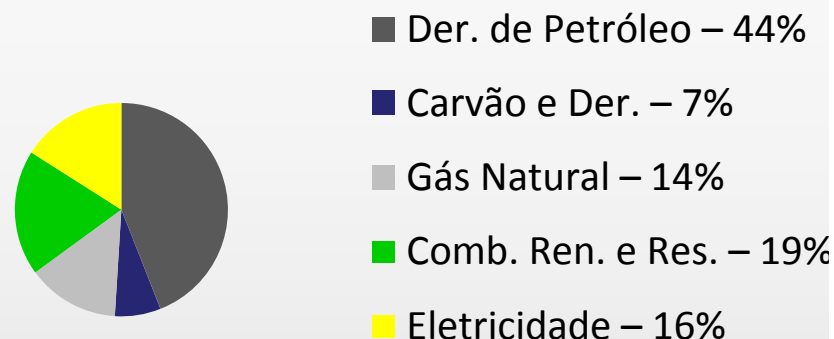 Der. de Petróleo – 44%
Carvão e Der. – 7%
Gás Natural – 14%
Comb. Ren. e Res. – 19%
Eletricidade – 16%